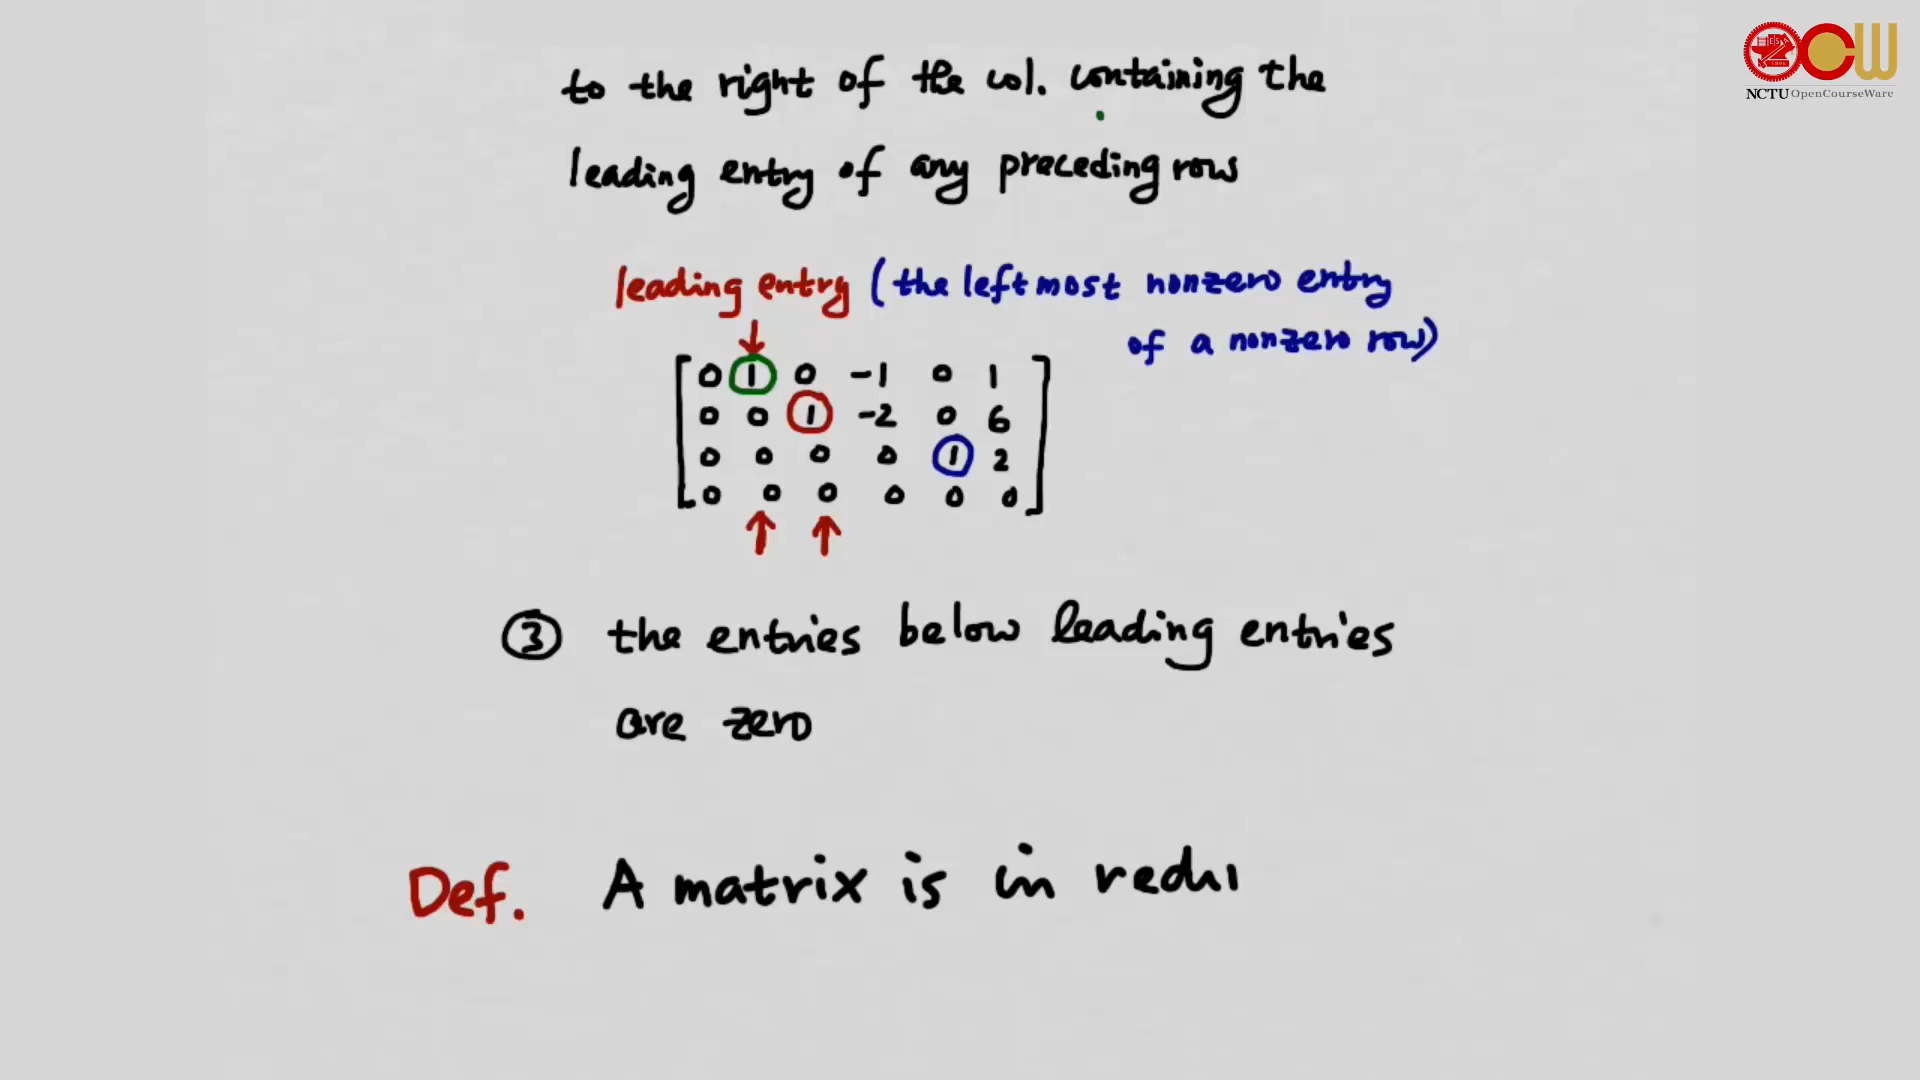 to the right of the col. containing the
leading entry of any preceding row
leading entry (the leftmost nonzero entry
of a nonzero row)
0 1 0 -1 0 1
0 0 1 -2 0 6
0 0 0 0 1 2
0 0 0 0 0 0
③ the entries below leading entries
are zero
Def. A matrix is in redu
NCTU OpenCourseWare